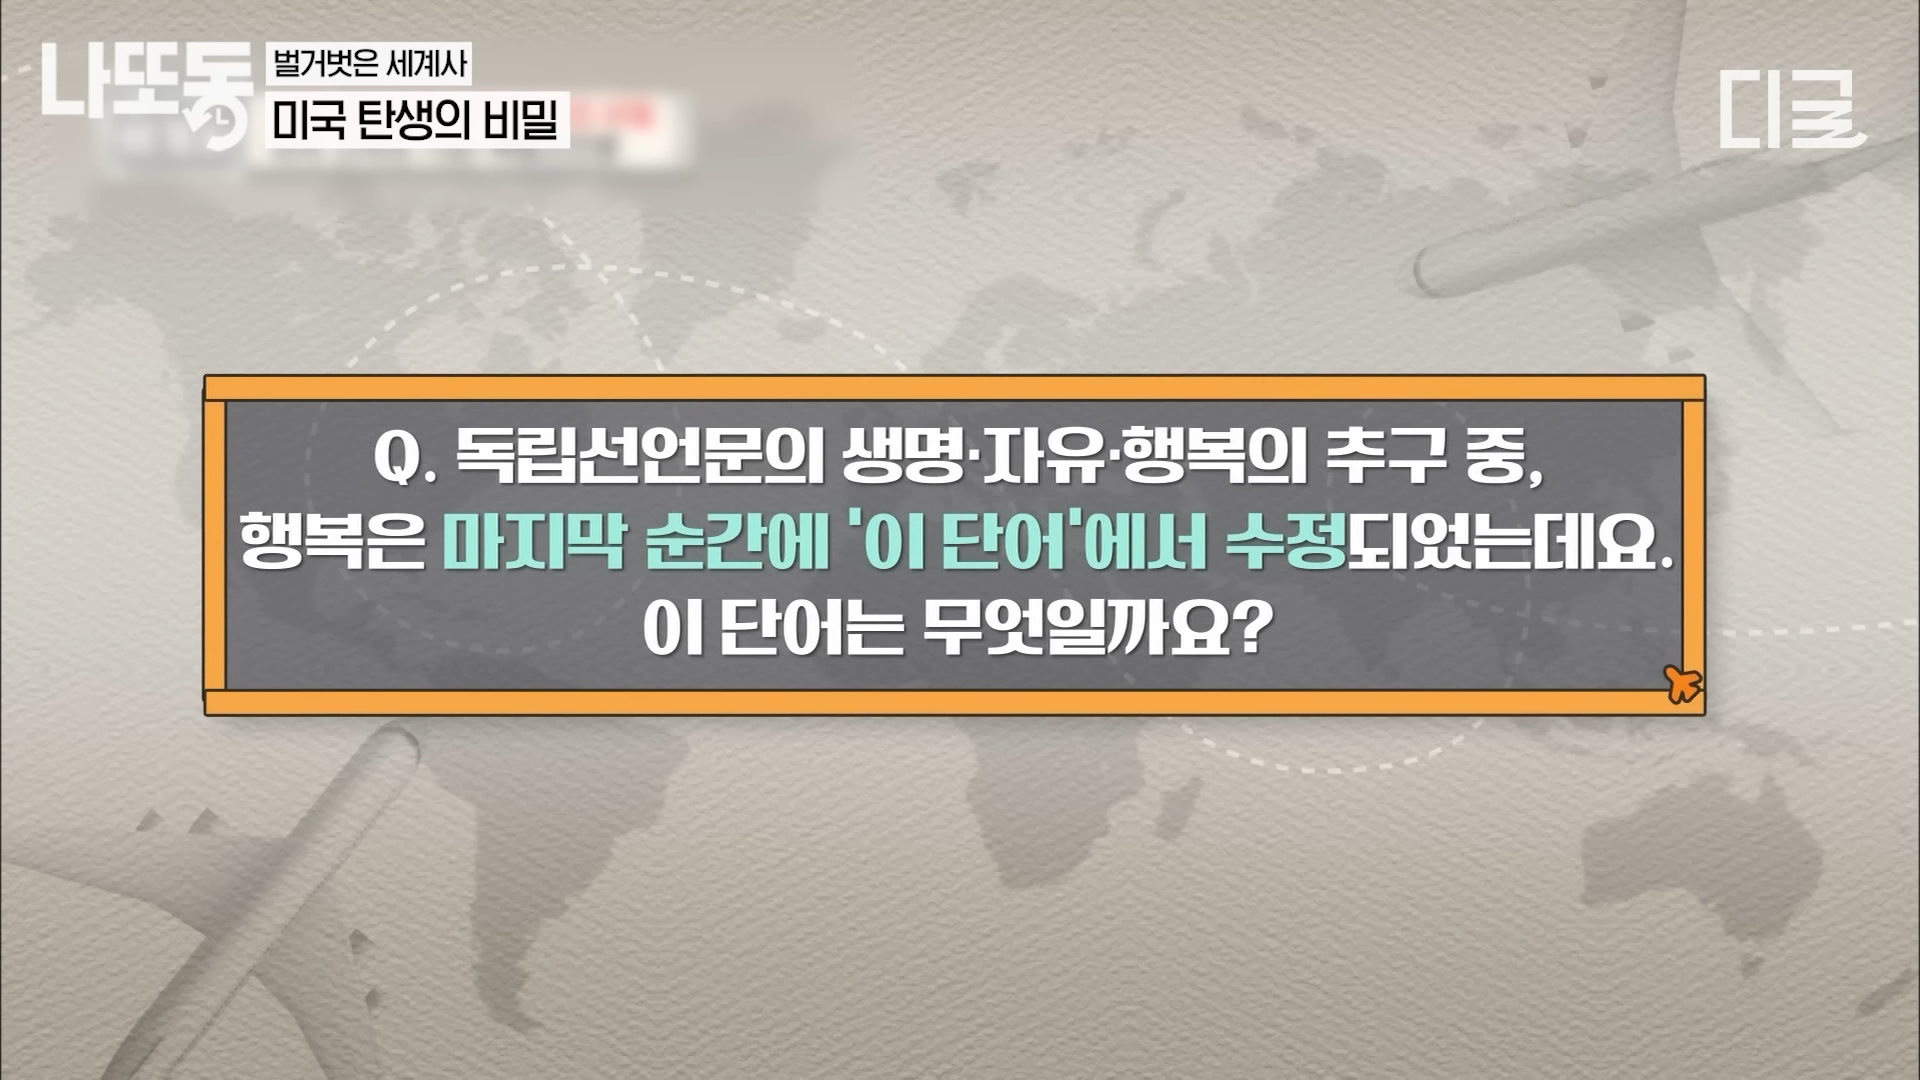 나또동
벌거벗은 세계사
미국 탄생의 비밀
디글
Q. 독립선언문의 생명·자유·행복의 추구 중,
행복은 마지막 순간에 '이 단어'에서 수정되었는데요.
이 단어는 무엇일까요?